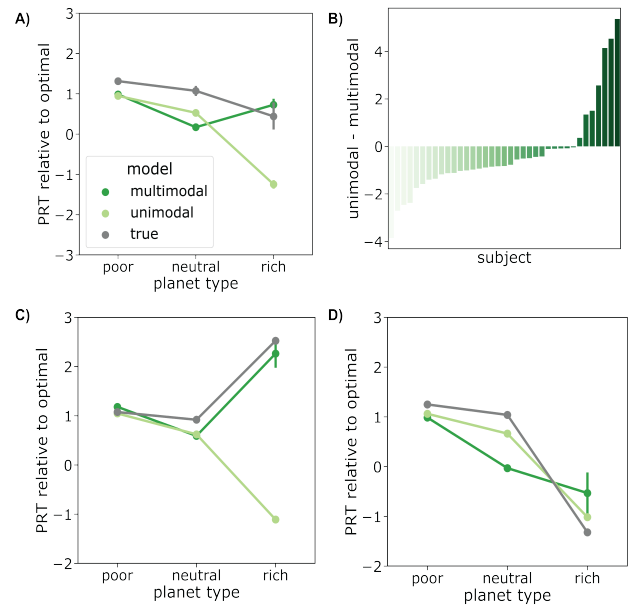 A)
PRT relative to optimal
3
2
1
0
−1
−2
−3
model
multimodal
unimodal
true
poor
neutral
rich
planet type
B)
unimodal - multimodal
4
2
0
−2
−4
subject
C)
PRT relative to optimal
3
2
1
0
−1
−2
poor
neutral
rich
planet type
D)
PRT relative to optimal
3
2
1
0
−1
−2
poor
neutral
rich
planet type